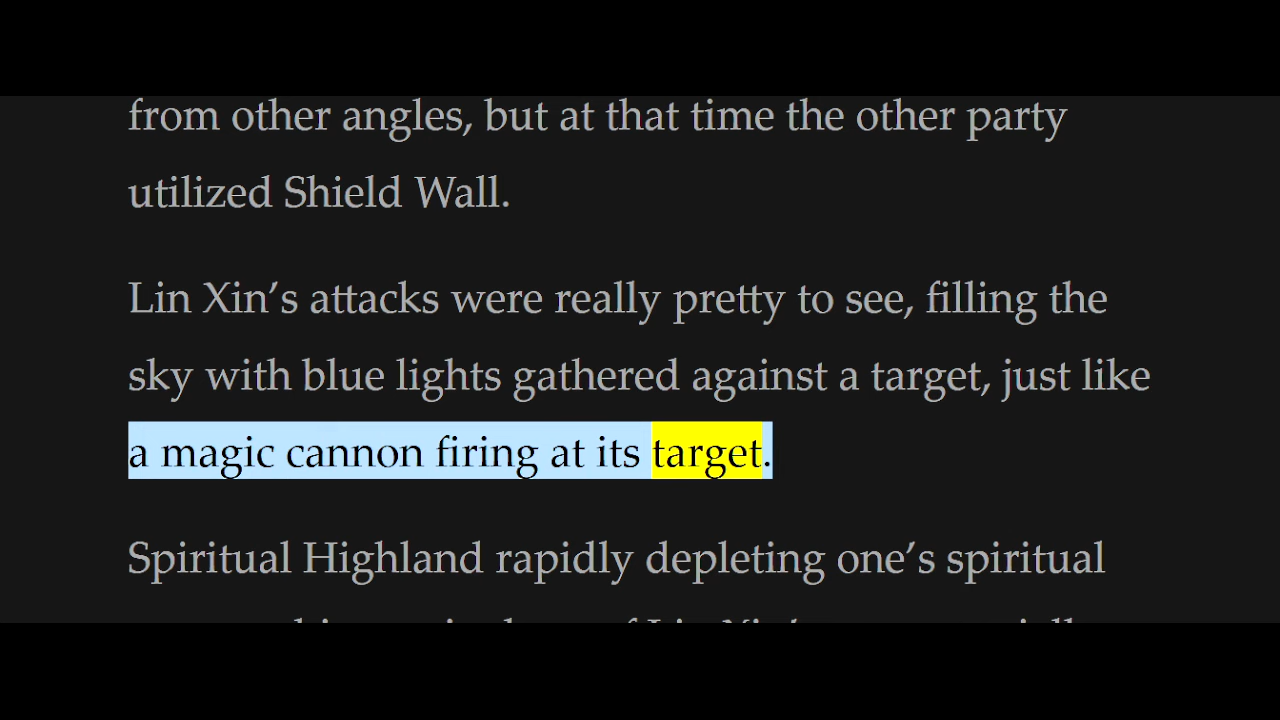 from other angles, but at that time the other party
utilized Shield Wall.
Lin Xin’s attacks were really pretty to see, filling the
sky with blue lights gathered against a target, just like
a magic cannon firing at its target.
Spiritual Highland rapidly depleting one’s spiritual